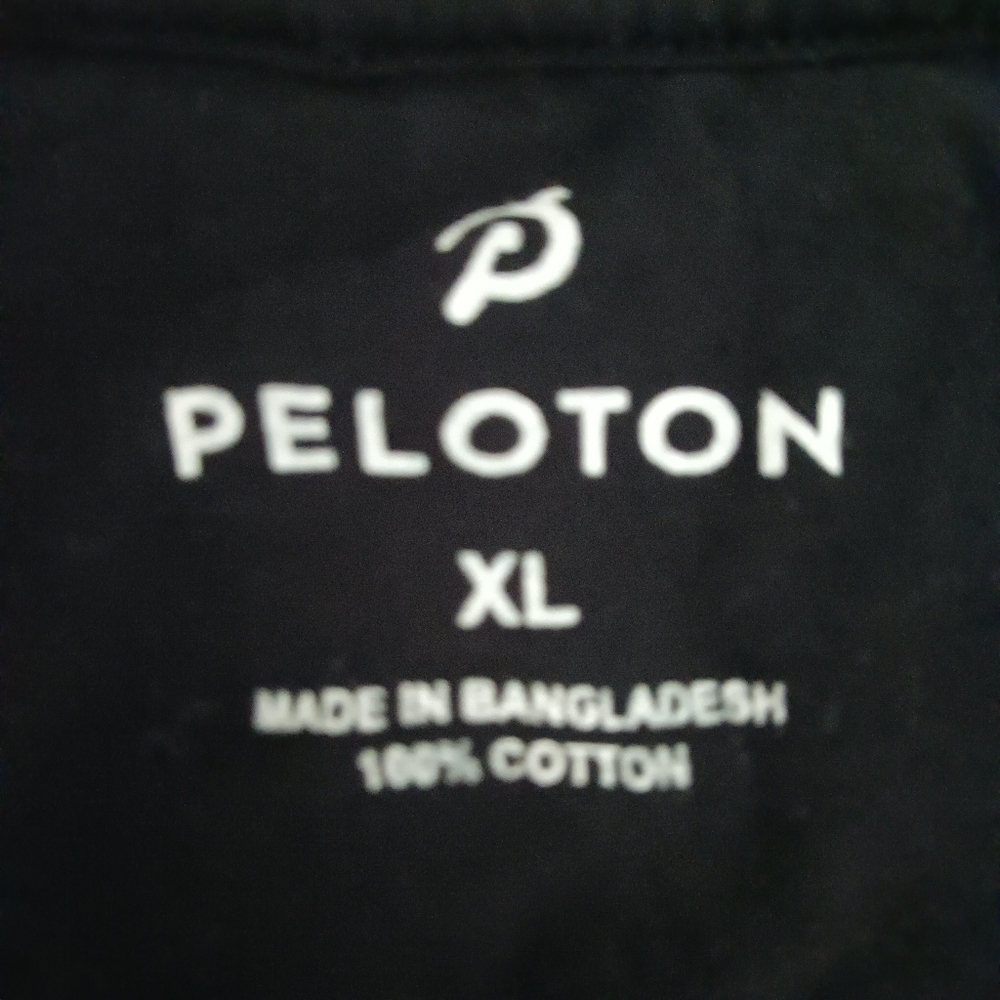 PELOTON
XL
MADE IN BANGLADESH
100% COTTON